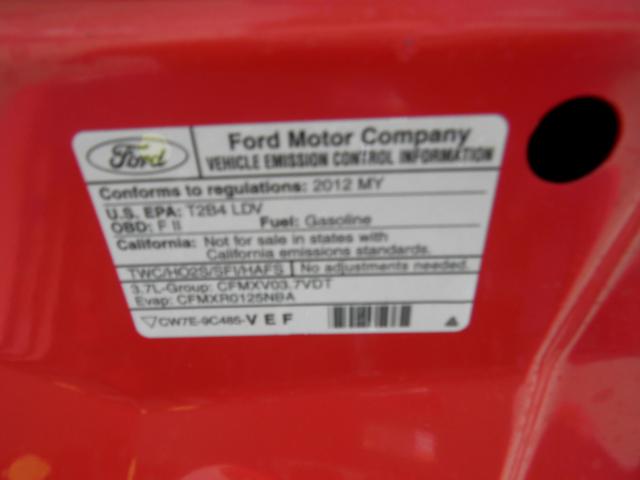 Ford
Ford Motor Company
VEHICLE EMISSION CONTROL INFORMATION
Conforms to regulations: 2012 MY
U.S. EPA: T2B4 LDV
OBD: F II Fuel: Gasoline
California: Not for sale in states with
California emissions standards.
TWC/HO2S/SFI/HAFS No adjustments needed.
3.7L-Group: CFMXV03.7VDT
Evap: CFMXR0125NBA
CW7E-9C485-VEF